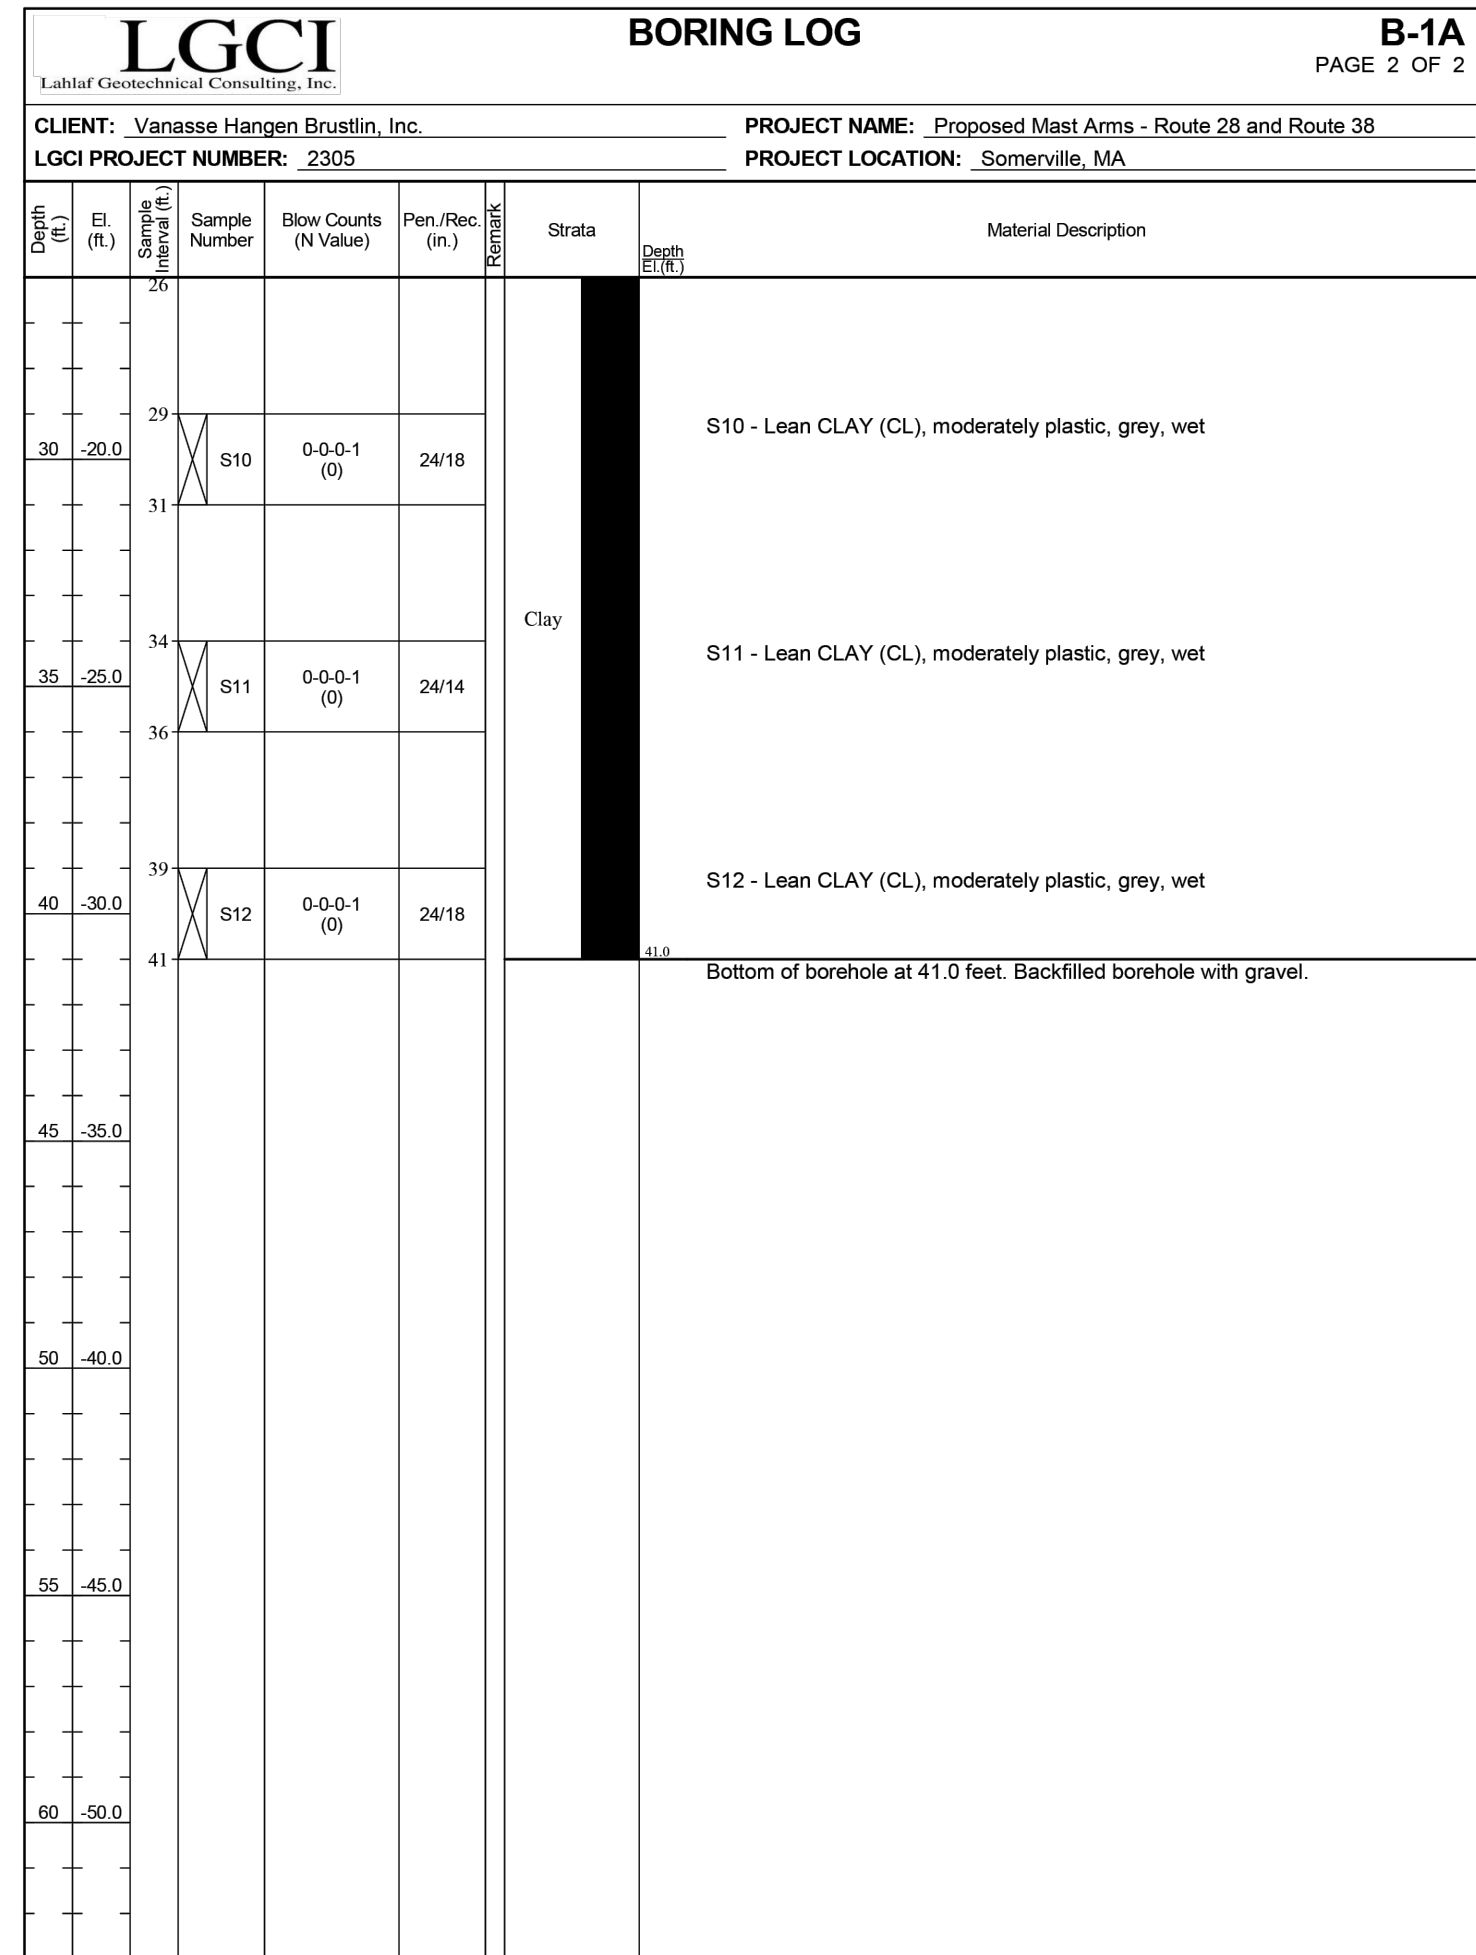 LGCI
Lahlaf Geotechnical Consulting, Inc.
BORING LOG
B-1A
PAGE 2 OF 2
CLIENT: Vanasse Hangen Brustlin, Inc.
PROJECT NAME: Proposed Mast Arms - Route 28 and Route 38
LGCI PROJECT NUMBER: 2305
PROJECT LOCATION: Somerville, MA
Depth (ft.)
El. (ft.)
Sample Interval (ft.)
Sample Number
Blow Counts (N Value)
Pen./Rec. (in.)
Remark
Strata
Depth
El.(ft.)
Material Description
26
29
S10 - Lean CLAY (CL), moderately plastic, grey, wet
30 -20.0 S10 0-0-0-1 (0) 24/18
31
Clay
34
S11 - Lean CLAY (CL), moderately plastic, grey, wet
35 -25.0 S11 0-0-0-1 (0) 24/14
36
39
S12 - Lean CLAY (CL), moderately plastic, grey, wet
40 -30.0 S12 0-0-0-1 (0) 24/18
41
41.0
Bottom of borehole at 41.0 feet. Backfilled borehole with gravel.
45 -35.0
50 -40.0
55 -45.0
60 -50.0